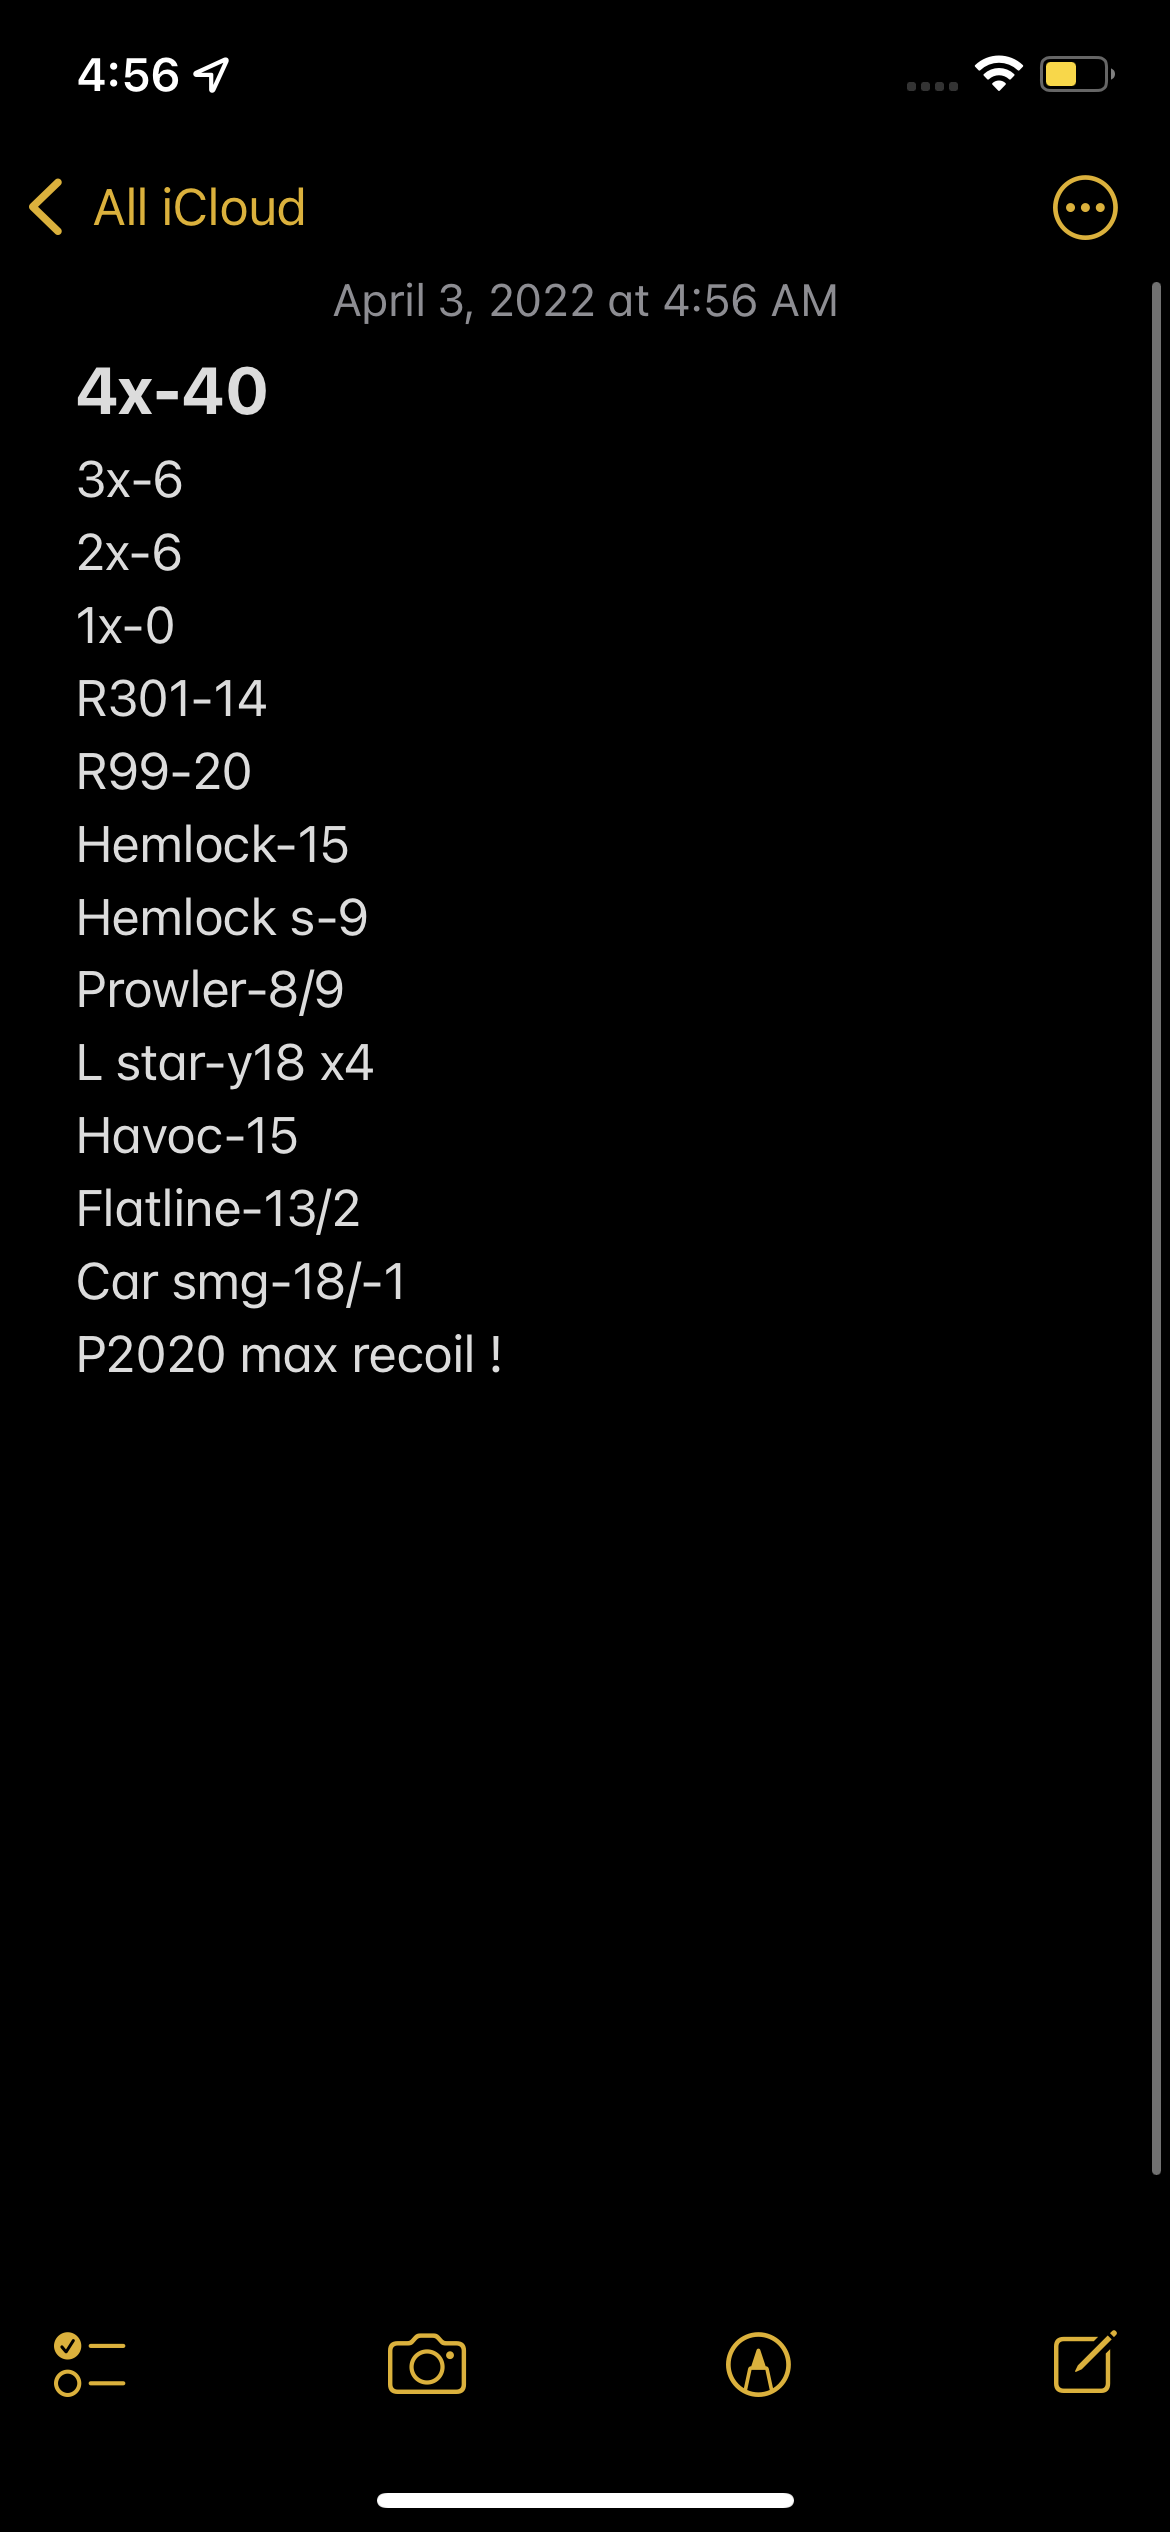 4:56
All iCloud
April 3, 2022 at 4:56 AM
4x-40
3x-6
2x-6
1x-0
R301-14
R99-20
Hemlock-15
Hemlock s-9
Prowler-8/9
L star-y18 x4
Havoc-15
Flatline-13/2
Car smg-18/-1
P2020 max recoil !